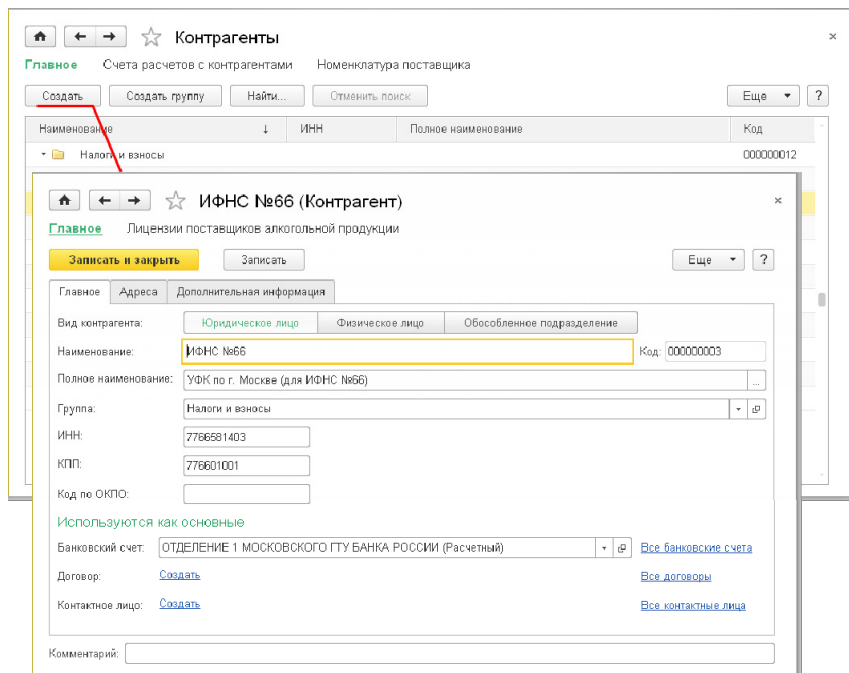 Контрагенты
Главное Счета расчетов с контрагентами Номенклатура поставщика
Создать Создать группу Найти... Отменить поиск Еще ?
Наименование ↓ ИНН Полное наименование Код
Налоги и взносы 000000012
ИФНС №66 (Контрагент)
Главное Лицензии поставщиков алкогольной продукции
Записать и закрыть Записать Еще ?
Главное Адреса Дополнительная информация
Вид контрагента: Юридическое лицо Физическое лицо Обособленное подразделение
Наименование: ИФНС №66 Код: 000000003
Полное наименование: УФК по г. Москве (для ИФНС №66) ...
Группа: Налоги и взносы
ИНН: 7766581403
КПП: 776601001
Код по ОКПО:
Используются как основные
Банковский счет: ОТДЕЛЕНИЕ 1 МОСКОВСКОГО ГТУ БАНКА РОССИИ (Расчетный) Все банковские счета
Договор: Создать Все договоры
Контактное лицо: Создать Все контактные лица
Комментарий: